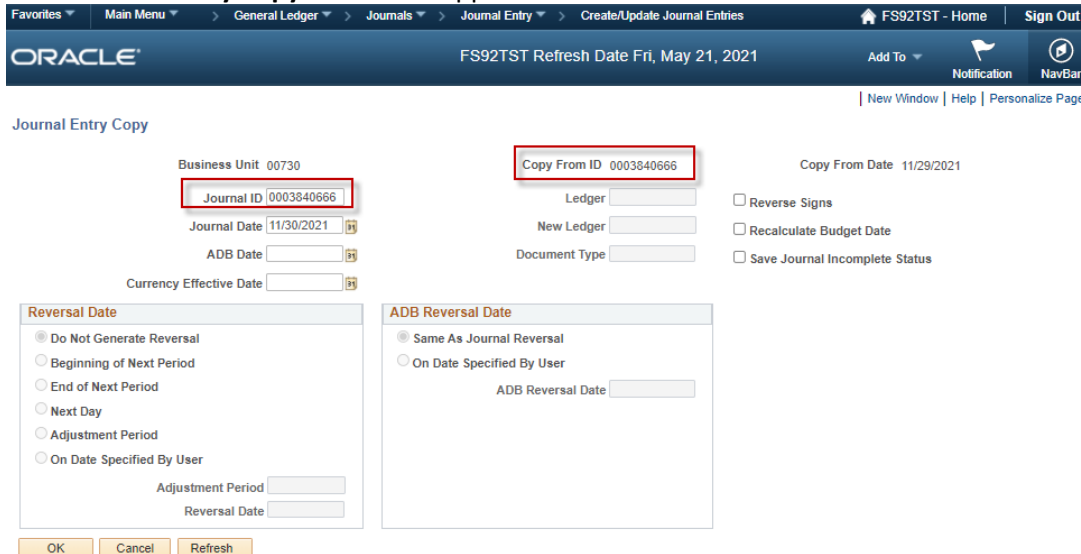 Favorites Main Menu > General Ledger > Journals > Journal Entry > Create/Update Journal Entries FS92TST - Home Sign Out
ORACLE FS92TST Refresh Date Fri, May 21, 2021 Add To Notification NavBar
New Window | Help | Personalize Page
Journal Entry Copy
Business Unit 00730 Copy From ID 0003840666 Copy From Date 11/29/2021
Journal ID 0003840666 Ledger Reverse Signs
Journal Date 11/30/2021 New Ledger Recalculate Budget Date
ADB Date Document Type Save Journal Incomplete Status
Currency Effective Date
Reversal Date ADB Reversal Date
Do Not Generate Reversal Same As Journal Reversal
Beginning of Next Period On Date Specified By User
End of Next Period ADB Reversal Date
Next Day
Adjustment Period
On Date Specified By User
Adjustment Period
Reversal Date
OK Cancel Refresh